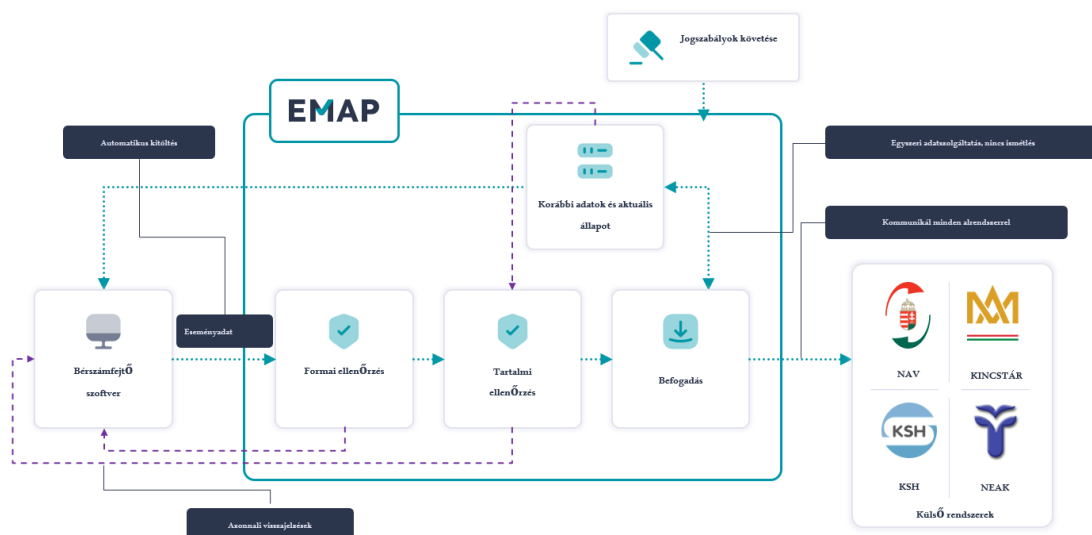 Jogszabályok követése
EMAP
Automatikus kitöltés
Egyszeri adatszolgáltatás, nincs ismétlés
Korábbi adatok és aktuális
állapot
Kommunikál minden alrendszerrel
Eseményadat
Bérszámfejtő
szoftver
Formai ellenőrzés
Tartalmi
ellenőrzés
Befogadás
NAV
KINCSTÁR
KSH
KSH
NEAK
Külső rendszerek
Azonnali visszajelzések